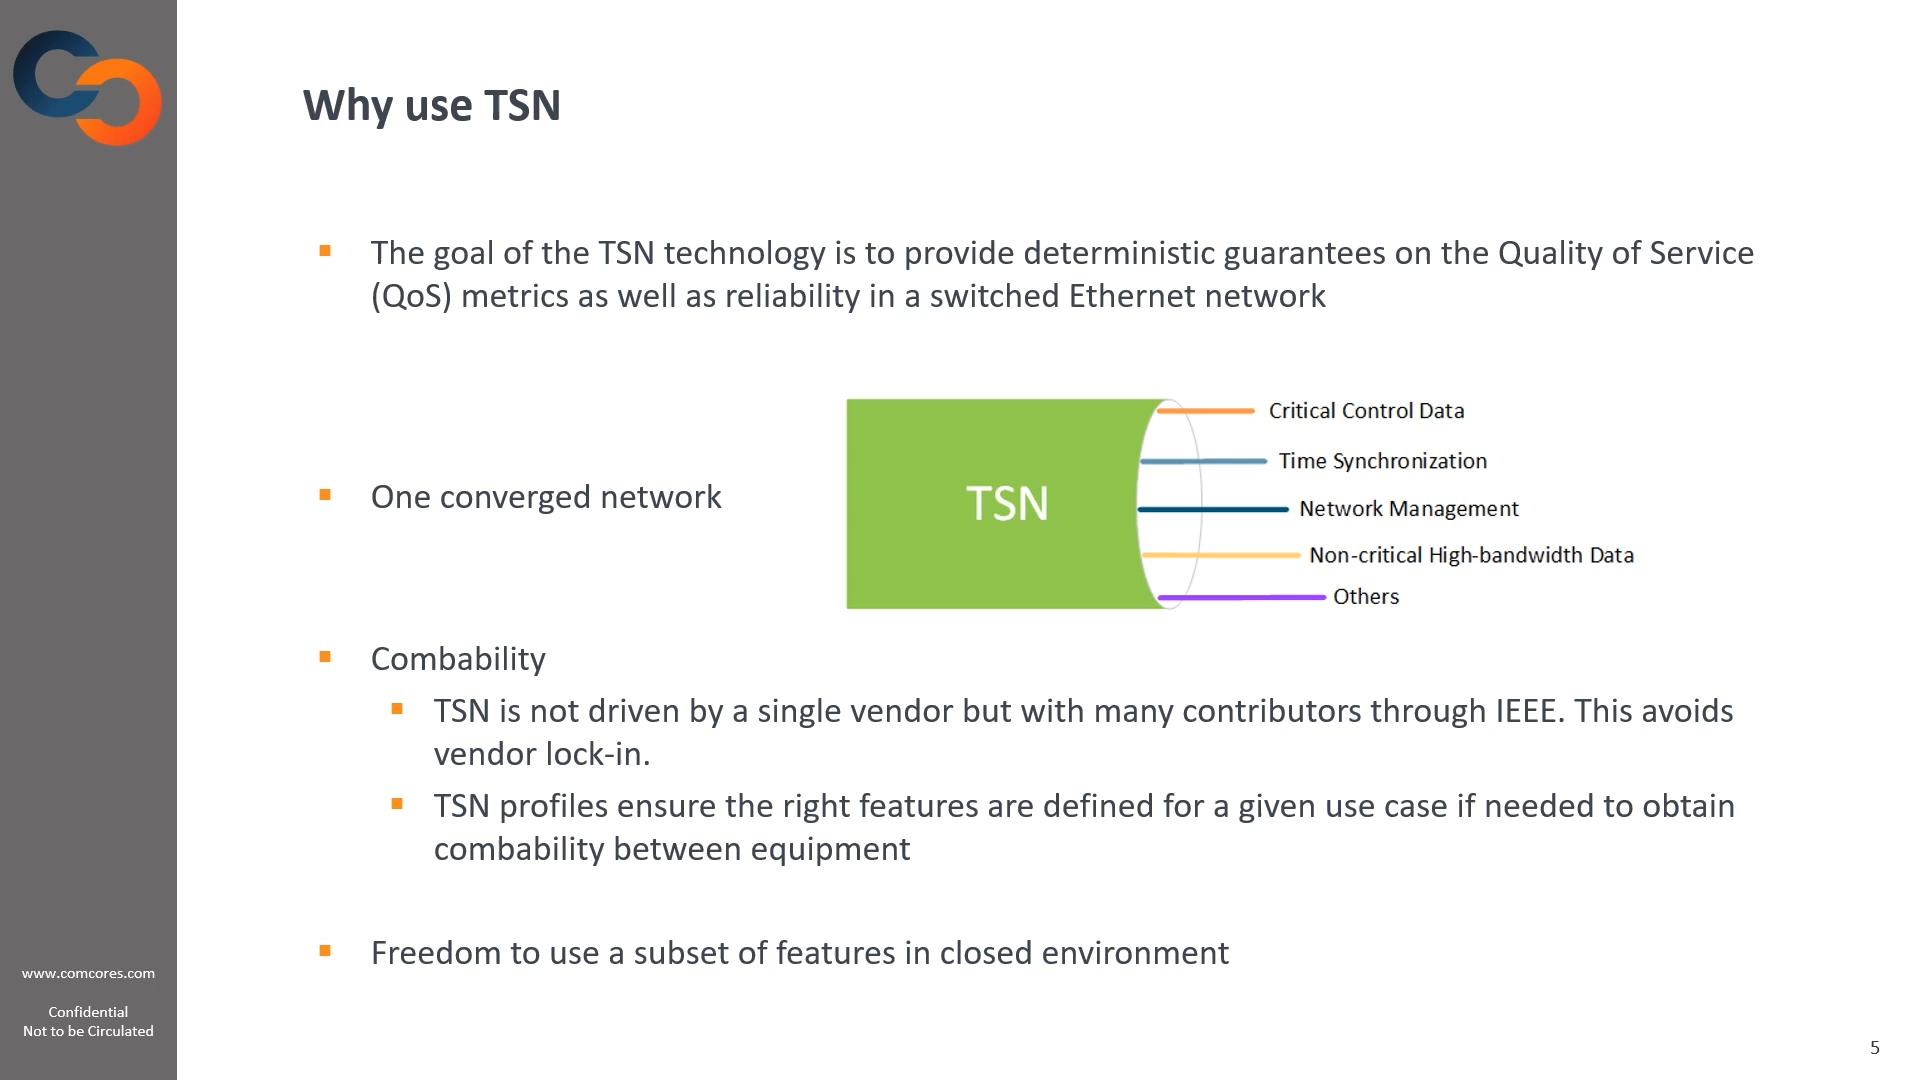 Why use TSN
The goal of the TSN technology is to provide deterministic guarantees on the Quality of Service
(QoS) metrics as well as reliability in a switched Ethernet network
One converged network
TSN
Critical Control Data
Time Synchronization
Network Management
Non-critical High-bandwidth Data
Others
Combability
TSN is not driven by a single vendor but with many contributors through IEEE. This avoids
vendor lock-in.
TSN profiles ensure the right features are defined for a given use case if needed to obtain
combability between equipment
Freedom to use a subset of features in closed environment
www.comcores.com
Confidential
Not to be Circulated
5